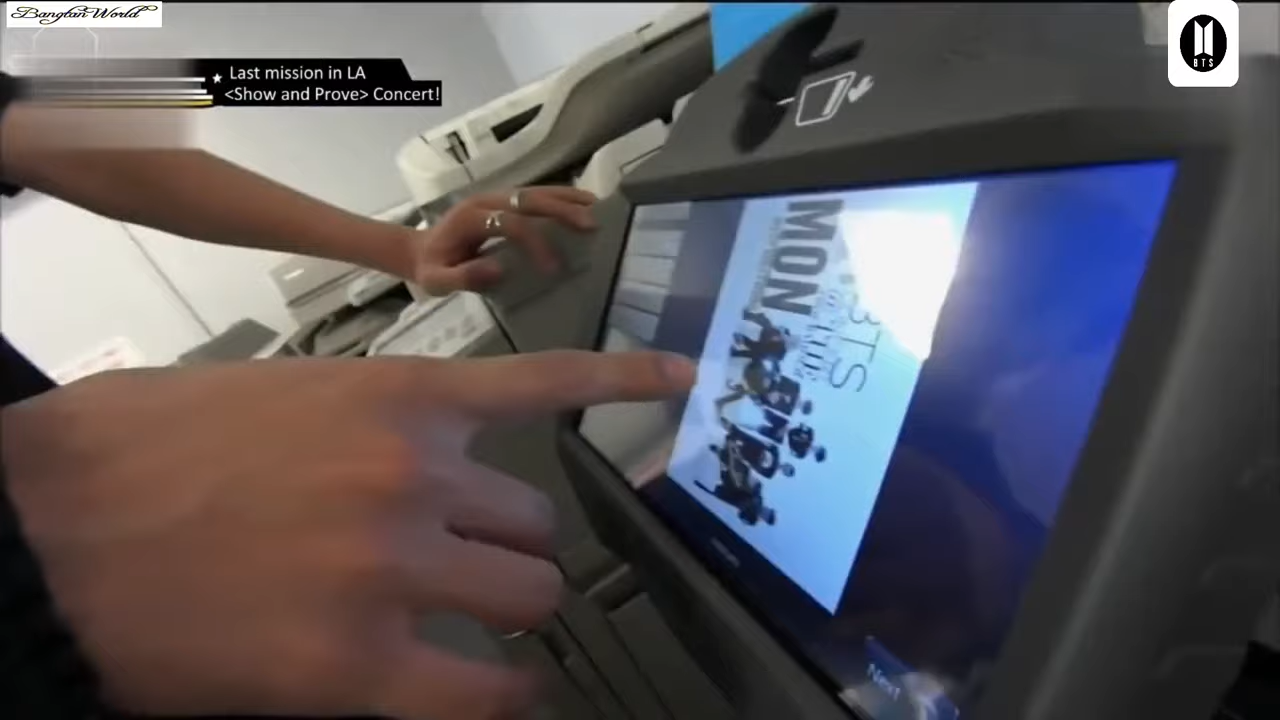 Bangtan World
Last mission in LA
<Show and Prove> Concert!
BTS
MON
BTS
Next